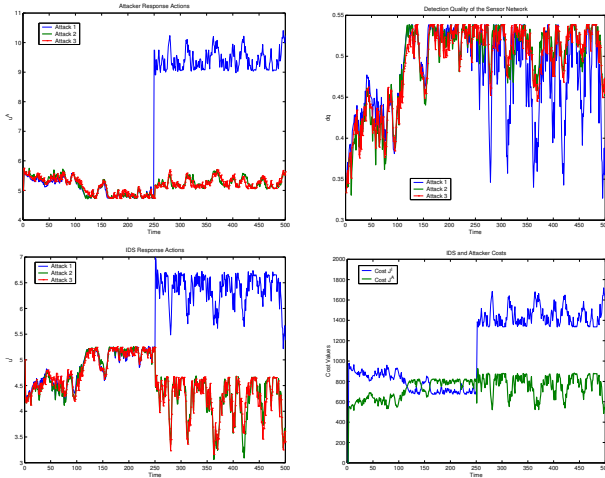 Attacker Response Actions
Attack 1
Attack 2
Attack 3
11
10
9
8
7
6
5
4
u^A
0 50 100 150 200 250 300 350 400 450 500
Time
Detection Quality of the Sensor Network
0.55
0.5
0.45
0.4
0.35
0.3
dq
Attack 1
Attack 2
Attack 3
0 50 100 150 200 250 300 350 400 450 500
Time
IDS Response Actions
Attack 1
Attack 2
Attack 3
7
6.5
6
5.5
5
4.5
4
3.5
3
u^I
0 50 100 150 200 250 300 350 400 450 500
Time
IDS and Attacker Costs
Cost J^I
Cost J^A
2000
1800
1600
1400
1200
1000
800
600
400
200
0
Cost Values
0 50 100 150 200 250 300 350 400 450 500
Time